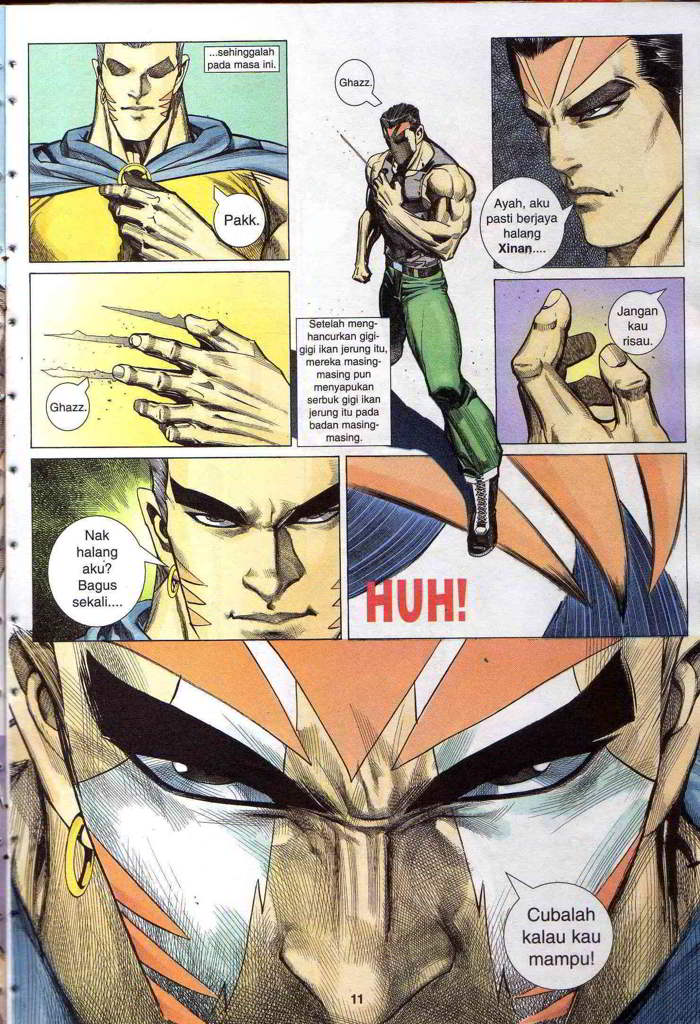 ...sehinggalah
pada masa ini.
Pakk.
Ghazz.
Ayah, aku
pasti berjaya
halang
Xinan....
Ghazz.
Setelah meng-
hancurkan gigi-
gigi ikan jerung itu,
mereka masing-
masing pun
menyapukan
serbuk gigi ikan
jerung itu pada
badan masing-
masing.
Jangan
kau
risau.
Nak
halang
aku?
Bagus
sekali....
HUH!
Cubalah
kalau kau
mampu!
11